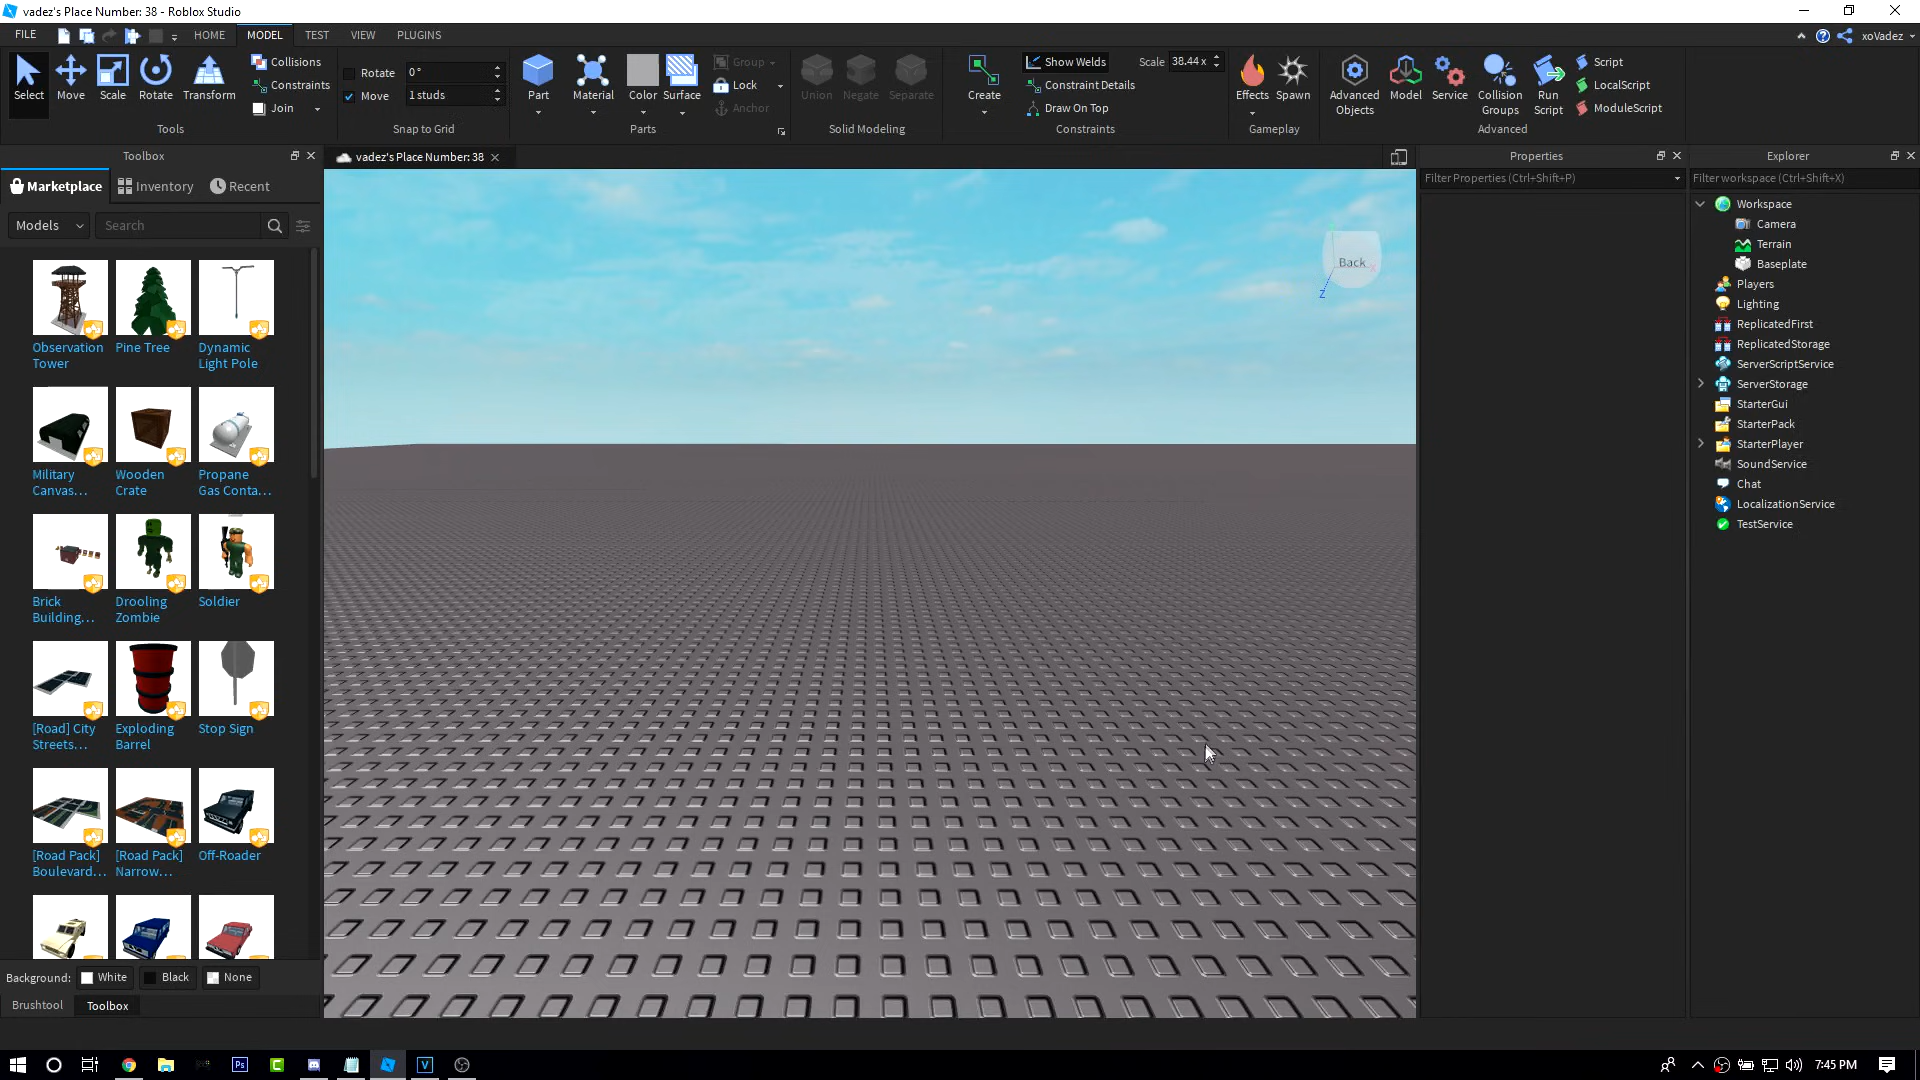 vadez's Place Number: 38 - Roblox Studio
FILE HOME MODEL TEST VIEW PLUGINS xoVadez
Select Move Scale Rotate Transform
Collisions
Constraints
Join
Tools
Rotate 0°
Move 1 studs
Snap to Grid
Part Material Color Surface
Group
Lock
Anchor
Parts
Union Negate Separate
Solid Modeling
Create
Show Welds Scale 38.44 x
Constraint Details
Draw On Top
Constraints
Effects Spawn
Gameplay
Advanced Objects Model Service Collision Groups Run Script
Script
LocalScript
ModuleScript
Advanced
Toolbox
Marketplace Inventory Recent
Models Search
Observation Tower
Pine Tree
Dynamic Light Pole
Military Canvas...
Wooden Crate
Propane Gas Conta...
Brick Building...
Drooling Zombie
Soldier
[Road] City Streets...
Exploding Barrel
Stop Sign
[Road Pack] Boulevard...
[Road Pack] Narrow...
Off-Roader
Background: White Black None
Brushtool Toolbox
vadez's Place Number: 38
Back
Z
Properties
Filter Properties (Ctrl+Shift+P)
Explorer
Filter workspace (Ctrl+Shift+X)
Workspace
Camera
Terrain
Baseplate
Players
Lighting
ReplicatedFirst
ReplicatedStorage
ServerScriptService
ServerStorage
StarterGui
StarterPack
StarterPlayer
SoundService
Chat
LocalizationService
TestService
Ps
C
V
7:45 PM